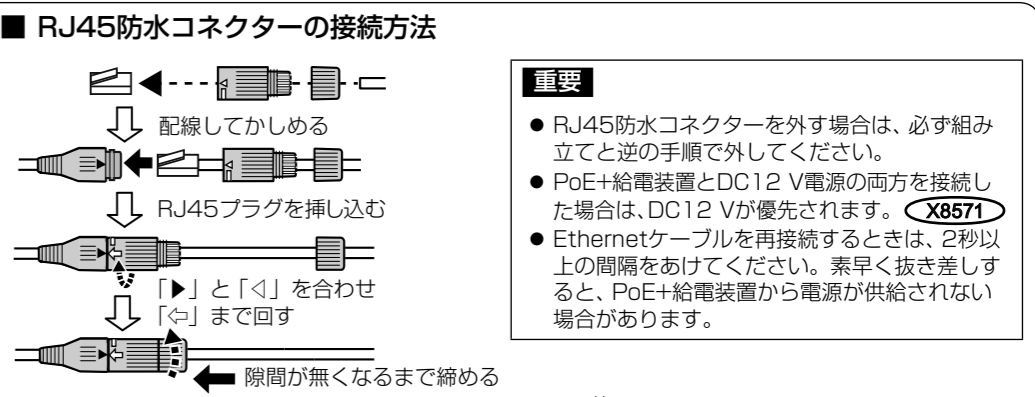 ■ RJ45防水コネクターの接続方法
配線してかしめる
RJ45プラグを挿し込む
「▶」と「◁」を合わせ
「⇦」まで回す
隙間が無くなるまで締める
重要
● RJ45防水コネクターを外す場合は、必ず組み
立てと逆の手順で外してください。
● PoE+給電装置とDC12 V電源の両方を接続し
た場合は、DC12 Vが優先されます。 X8571
● Ethernetケーブルを再接続するときは、2秒以
上の間隔をあけてください。素早く抜き差しす
ると、PoE+給電装置から電源が供給されない
場合があります。